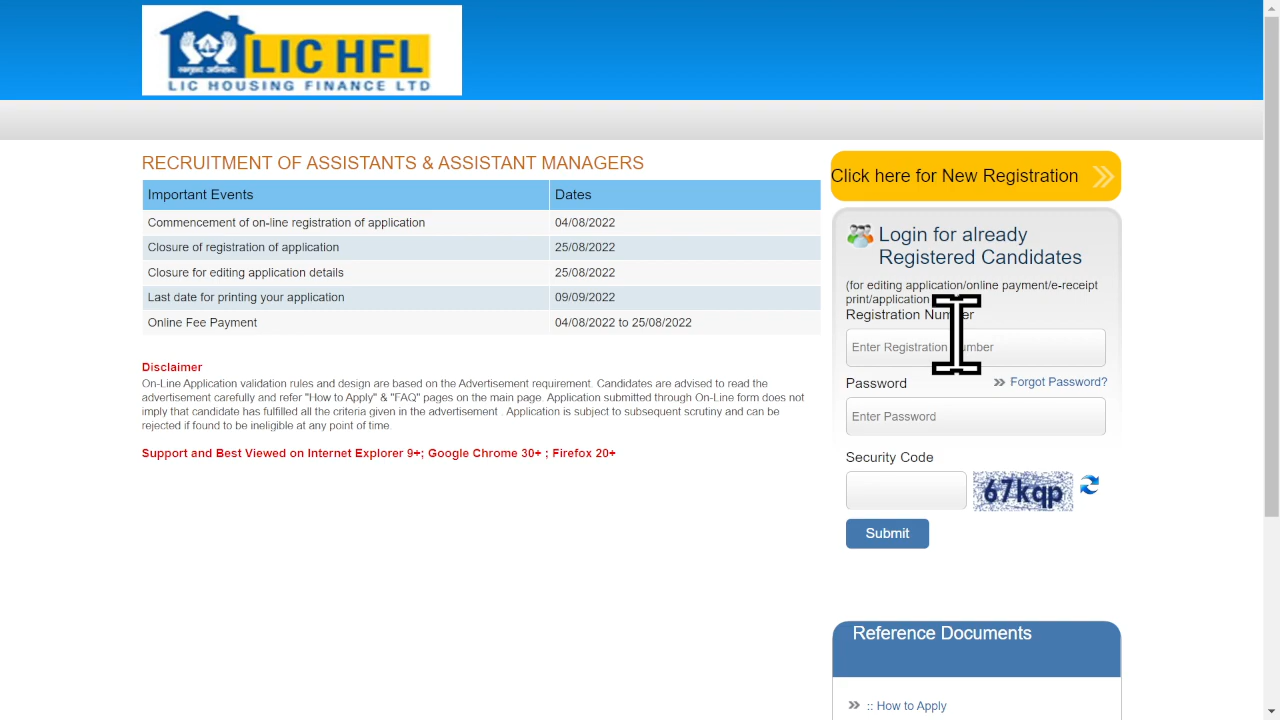 LIC HFL
LIC HOUSING FINANCE LTD
RECRUITMENT OF ASSISTANTS & ASSISTANT MANAGERS
Important Events Dates
Commencement of on-line registration of application 04/08/2022
Closure of registration of application 25/08/2022
Closure for editing application details 25/08/2022
Last date for printing your application 09/09/2022
Online Fee Payment 04/08/2022 to 25/08/2022
Disclaimer
On-Line Application validation rules and design are based on the Advertisement requirement. Candidates are advised to read the
advertisement carefully and refer "How to Apply" & "FAQ" pages on the main page. Application submitted through On-Line form does not
imply that candidate has fulfilled all the criteria given in the advertisement . Application is subject to subsequent scrutiny and can be
rejected if found to be ineligible at any point of time.
Support and Best Viewed on Internet Explorer 9+; Google Chrome 30+ ; Firefox 20+
Click here for New Registration
Login for already
Registered Candidates
(for editing application/online payment/e-receipt
print/application
Registration Number
Enter Registration Number
Password
Forgot Password?
Enter Password
Security Code
67kqp
Submit
Reference Documents
:: How to Apply